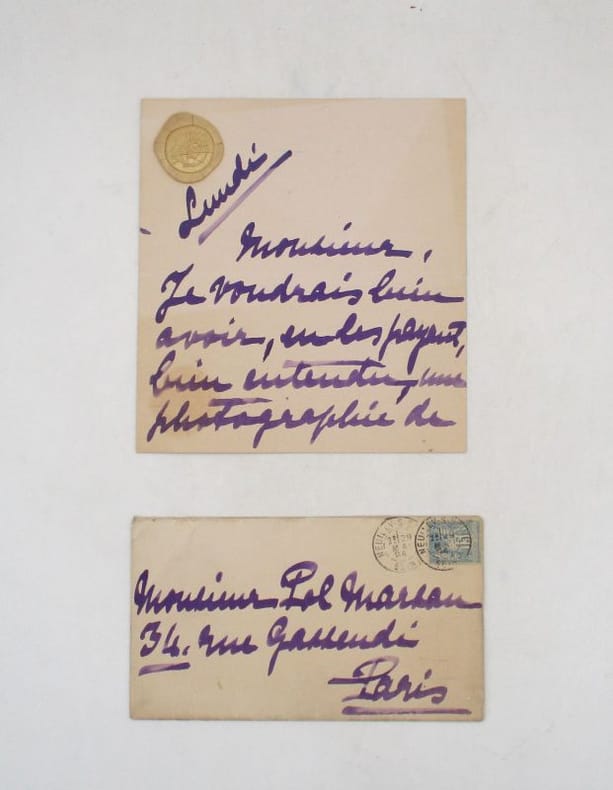 Lundi
Monsieur,
Je voudrais bien
avoir, en les payant,
bien entendu, une
photographie de
NEUILLY-S
Monsieur Pol Marsan
34. rue Gassendi
Paris